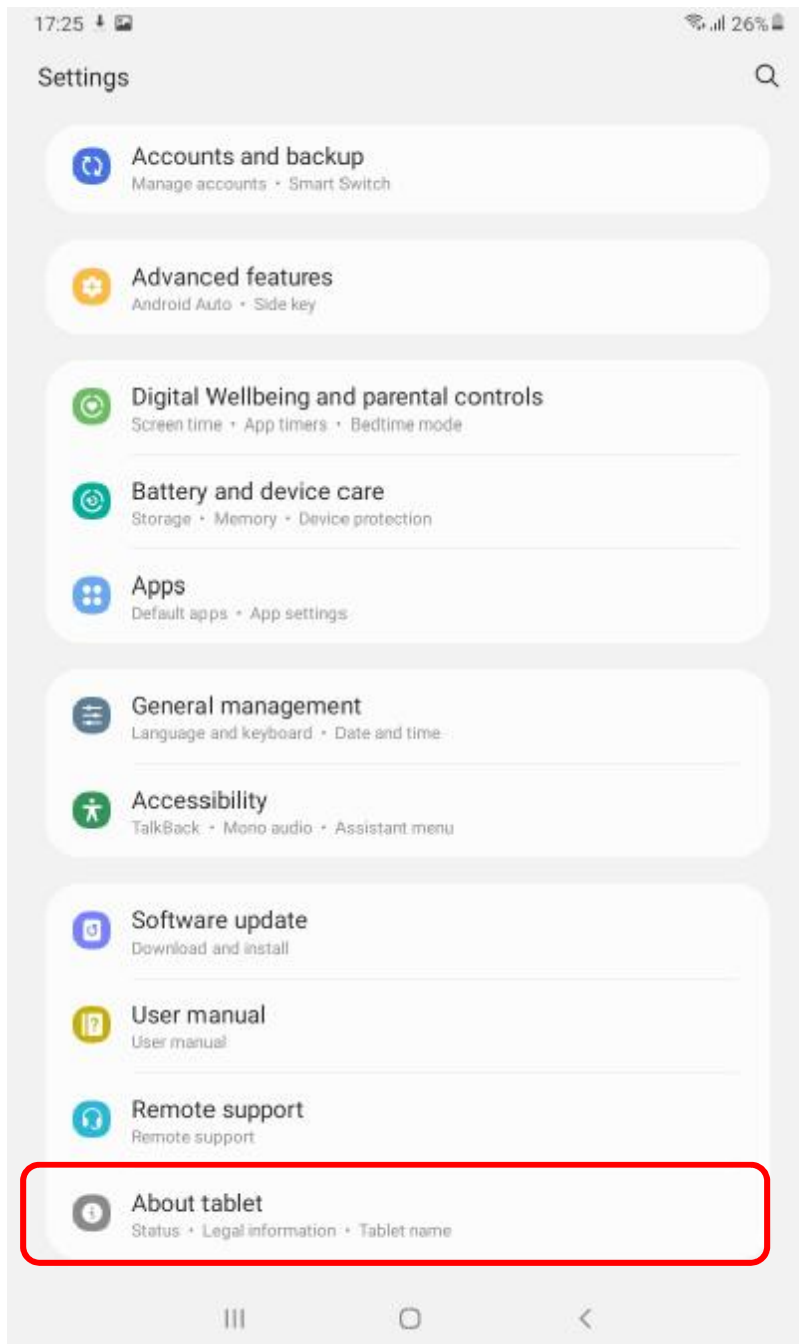 17:25 26%
Settings
Accounts and backup
Manage accounts • Smart Switch
Advanced features
Android Auto • Side key
Digital Wellbeing and parental controls
Screen time • App timers • Bedtime mode
Battery and device care
Storage • Memory • Device protection
Apps
Default apps • App settings
General management
Language and keyboard • Date and time
Accessibility
TalkBack • Mono audio • Assistant menu
Software update
Download and install
User manual
User manual
Remote support
Remote support
About tablet
Status • Legal information • Tablet name